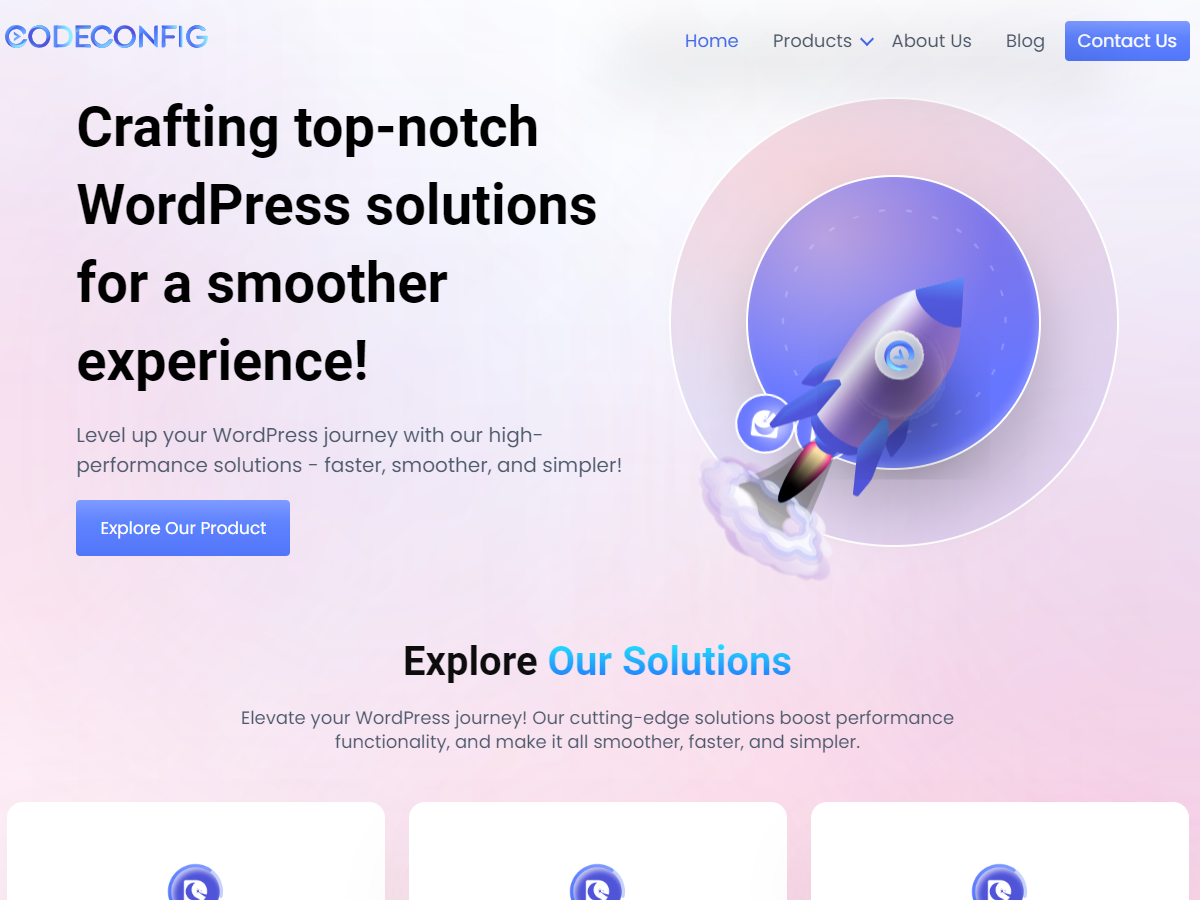 CODECONFIG
Home
Products
About Us
Blog
Contact Us
Crafting top-notch
WordPress solutions
for a smoother
experience!
Level up your WordPress journey with our high-
performance solutions - faster, smoother, and simpler!
Explore Our Product
Explore Our Solutions
Elevate your WordPress journey! Our cutting-edge solutions boost performance
functionality, and make it all smoother, faster, and simpler.